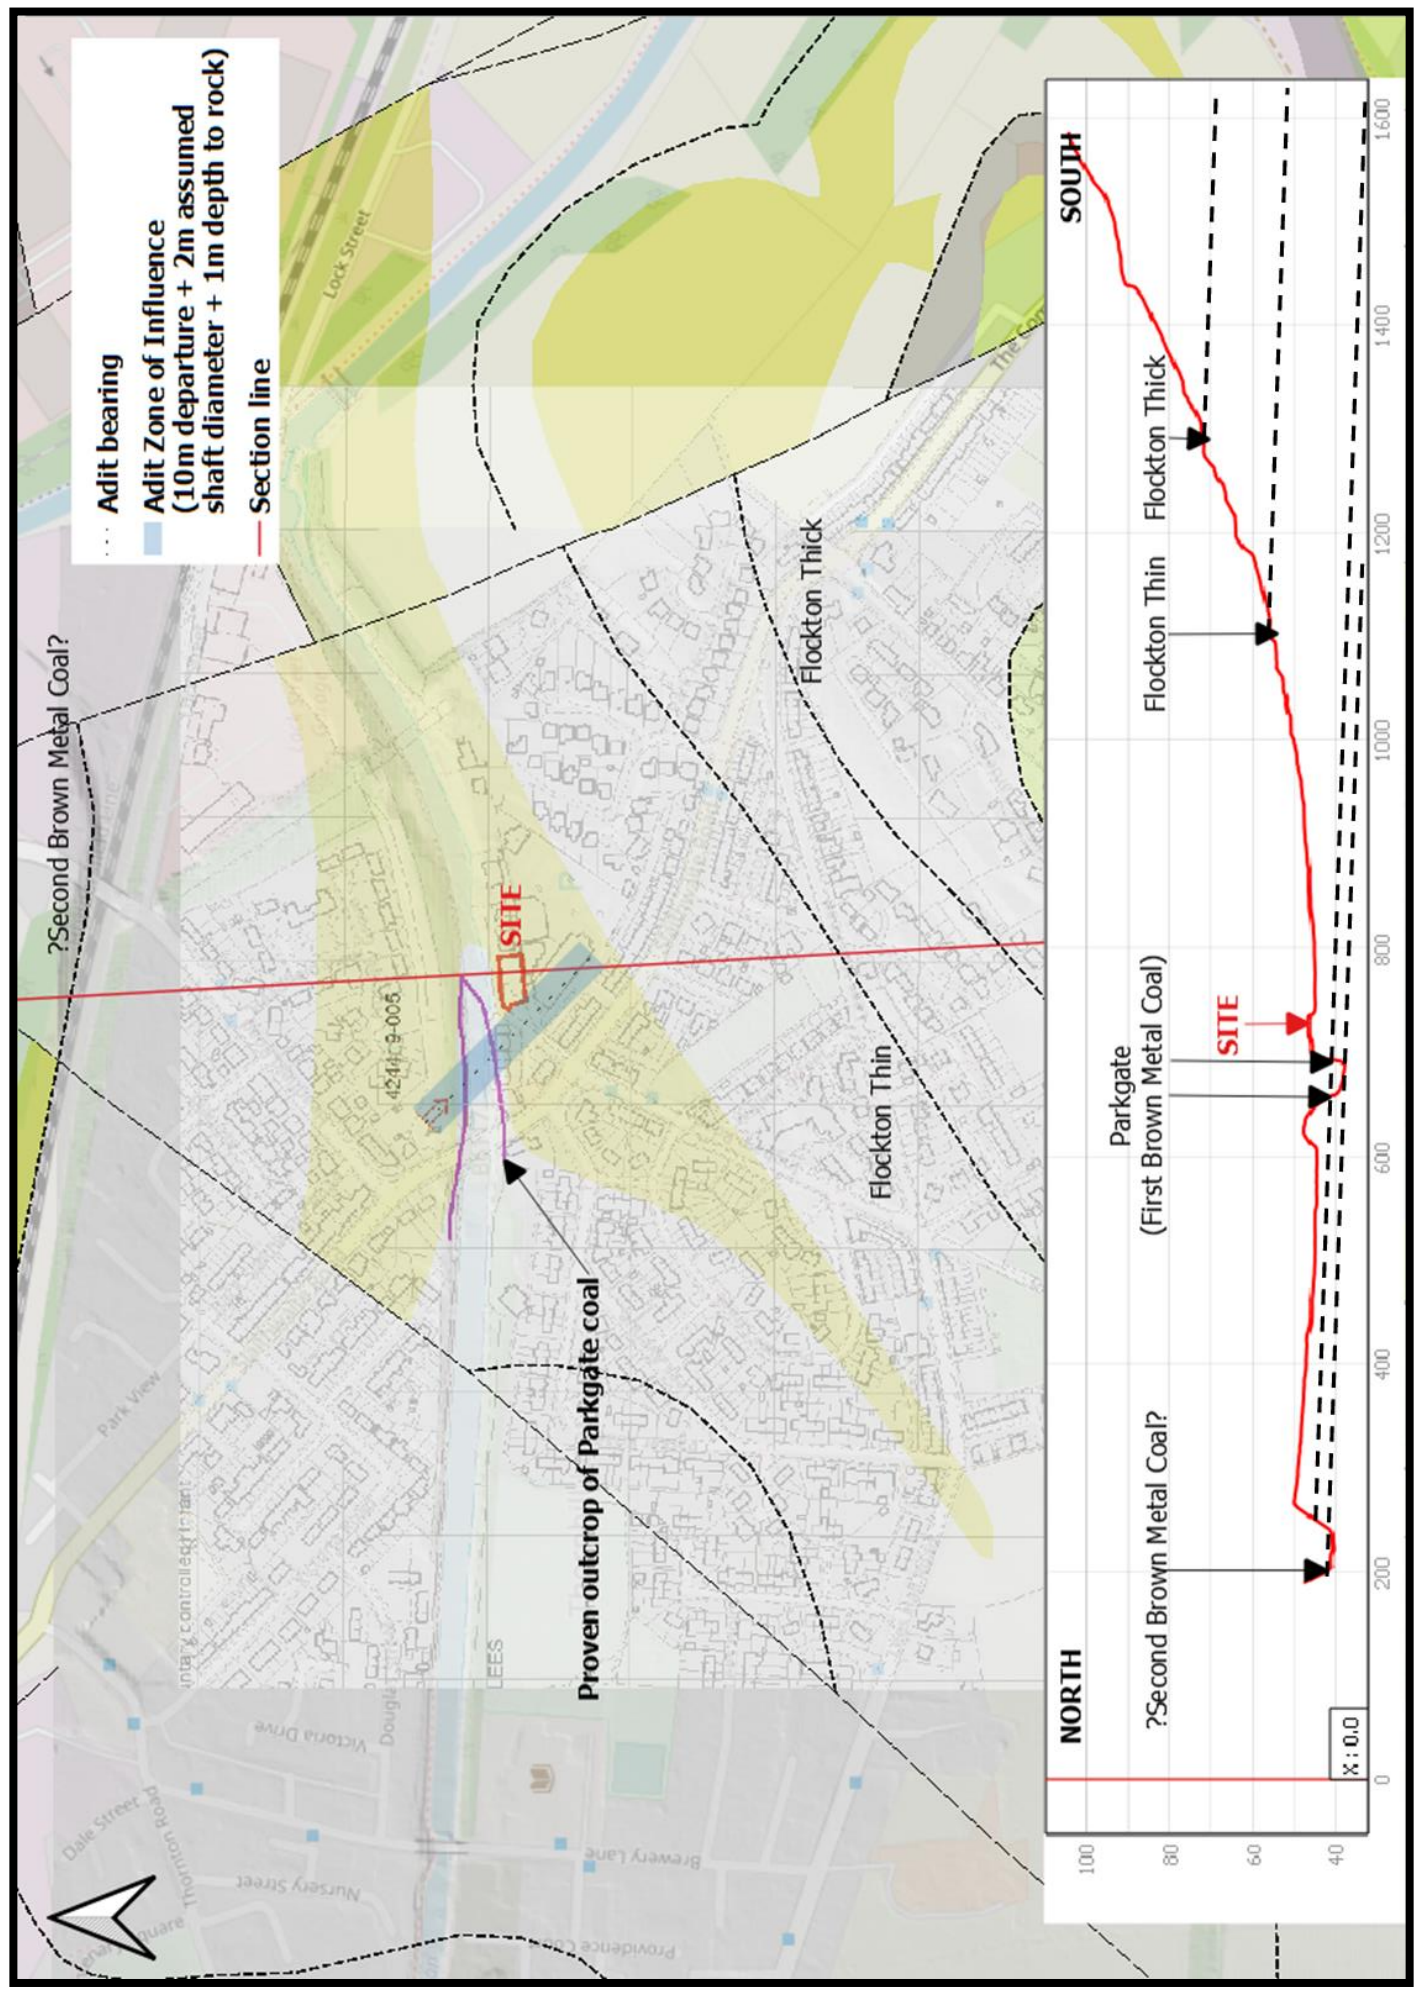 Adit bearing
Adit Zone of Influence
(10m departure + 2m assumed
shaft diameter + 1m depth to rock)
Section line
?Second Brown Metal Coal?
Lock Street
SITE
4244 9-005
Flockton Thick
Flockton Thin
Proven outcrop of Parkgate coal
Park View
LEES
Victoria Drive
Dale Street
Thornton Road
Nursery Street
Brewery Lane
NORTH
SOUTH
?Second Brown Metal Coal?
Parkgate
(First Brown Metal Coal)
SITE
Flockton Thin
Flockton Thick
X : 0.0
100
80
60
40
0
200
400
600
800
1000
1200
1400
1600